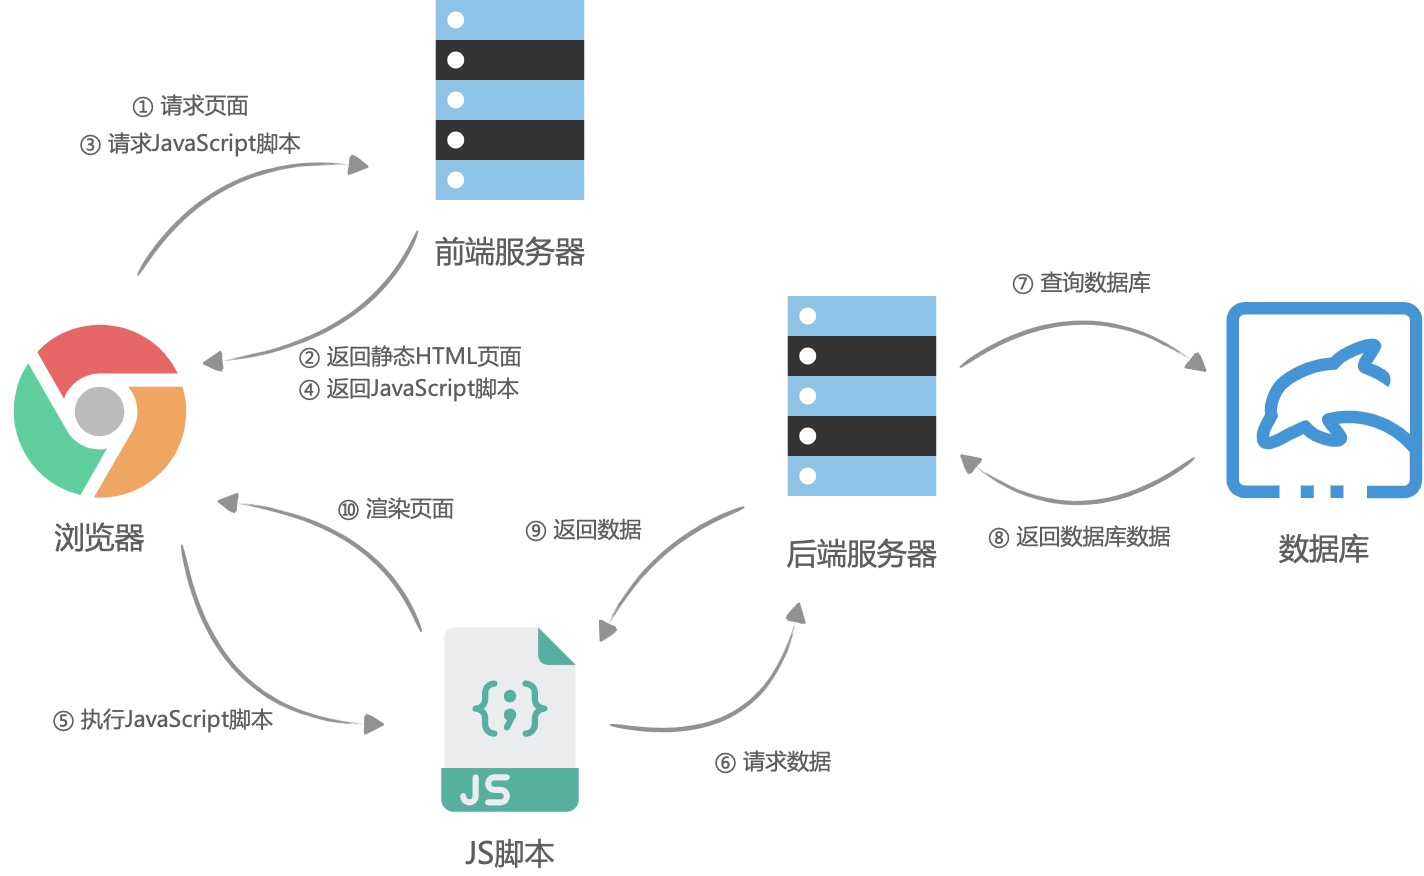 ① 请求页面
③ 请求JavaScript脚本
前端服务器
② 返回静态HTML页面
④ 返回JavaScript脚本
⑦ 查询数据库
浏览器
⑩ 渲染页面
⑨ 返回数据
后端服务器
⑧ 返回数据库数据
数据库
⑤ 执行JavaScript脚本
{;}
⑥ 请求数据
JS
JS脚本